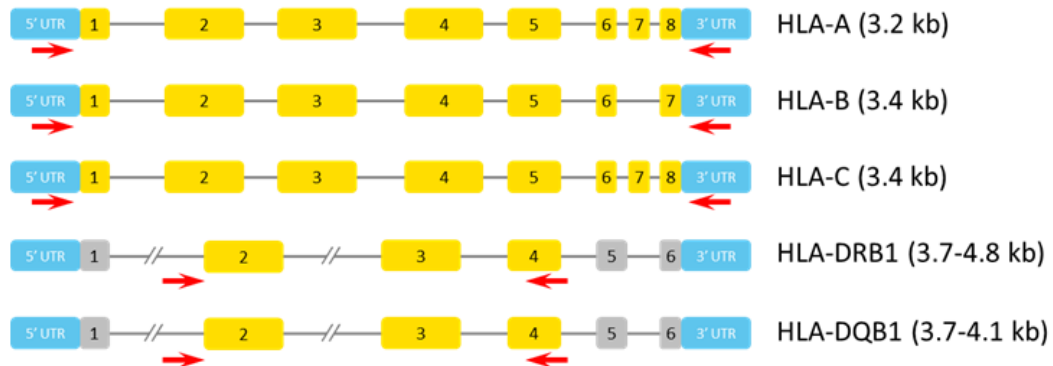 5' UTR 1 2 3 4 5 6 7 8 3' UTR HLA-A (3.2 kb)
5' UTR 1 2 3 4 5 6 7 3' UTR HLA-B (3.4 kb)
5' UTR 1 2 3 4 5 6 7 8 3' UTR HLA-C (3.4 kb)
5' UTR 1 2 3 4 5 6 3' UTR HLA-DRB1 (3.7-4.8 kb)
5' UTR 1 2 3 4 5 6 3' UTR HLA-DQB1 (3.7-4.1 kb)